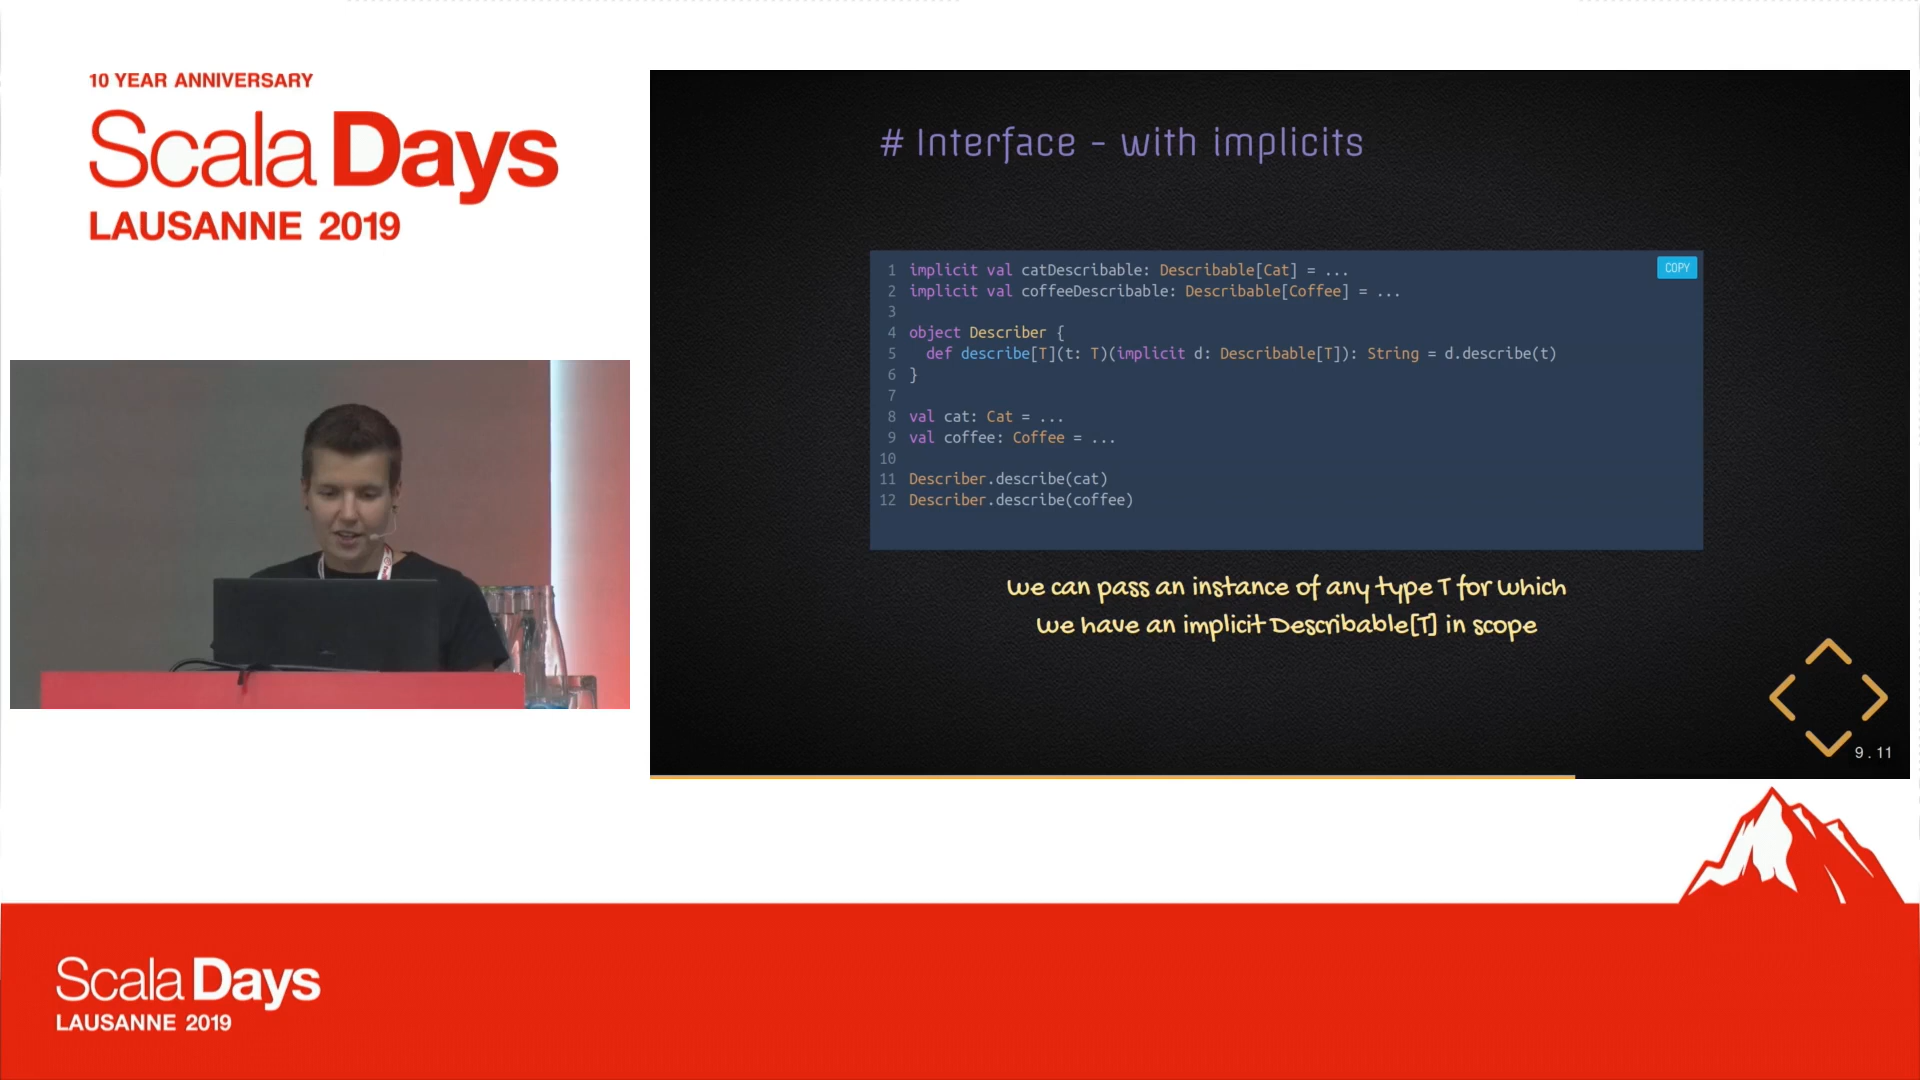 10 YEAR ANNIVERSARY
Scala Days
LAUSANNE 2019
# Interface - with implicits
COPY
1 implicit val catDescribable: Describable[Cat] = ...
2 implicit val coffeeDescribable: Describable[Coffee] = ...
3
4 object Describer {
5   def describe[T](t: T)(implicit d: Describable[T]): String = d.describe(t)
6 }
7
8 val cat: Cat = ...
9 val coffee: Coffee = ...
10
11 Describer.describe(cat)
12 Describer.describe(coffee)
we can pass an instance of any type T for which
we have an implicit Describable[T] in scope
9.11
Scala Days
LAUSANNE 2019